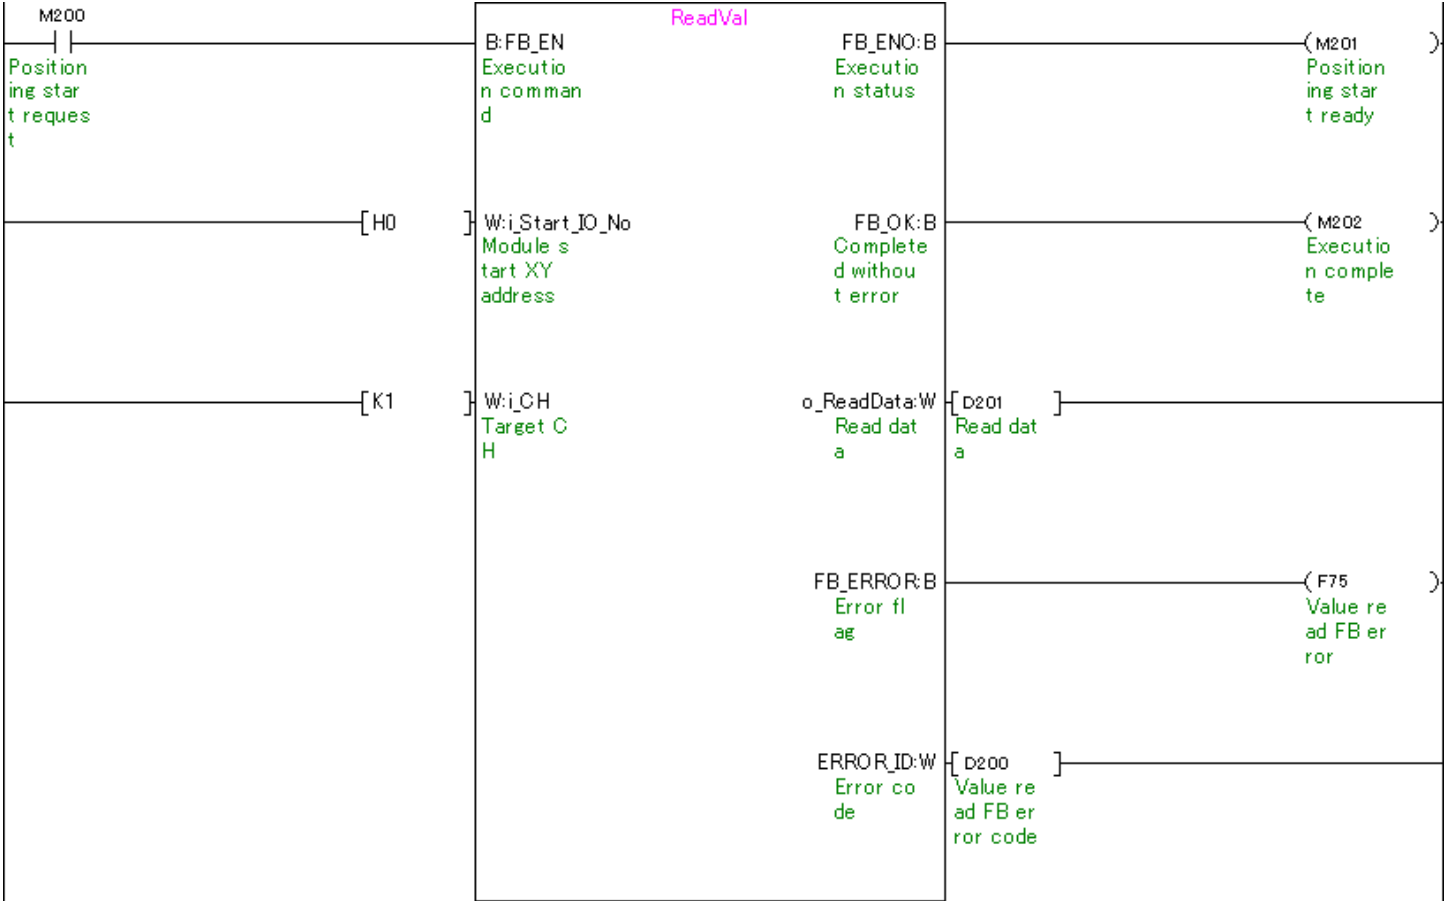 M200
ReadVal
B:FB_EN
FB_ENO:B
M201
Position
ing star
t reques
t
Executio
n comman
d
Executio
n status
Position
ing star
t ready
H0
W:i_Start_IO_No
FB_OK:B
M202
Module s
tart XY
address
Complete
d withou
t error
Executio
n comple
te
K1
W:i_CH
o_ReadData:W
D201
Target C
H
Read dat
a
Read dat
a
FB_ERROR:B
F75
Error fl
ag
Value re
ad FB er
ror
ERROR_ID:W
D200
Error co
de
Value re
ad FB er
ror code